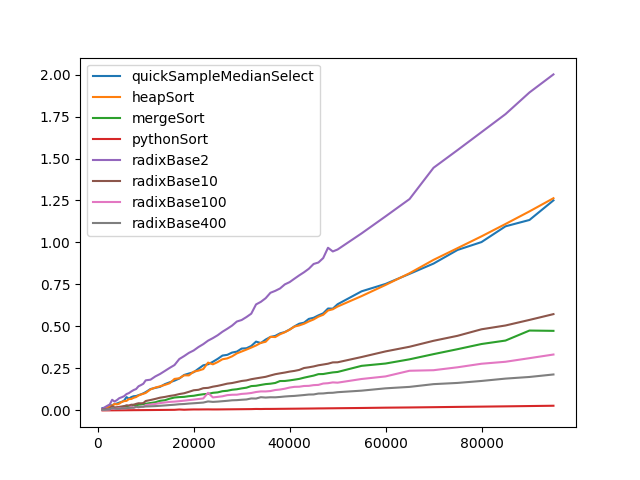 2.00
1.75
1.50
1.25
1.00
0.75
0.50
0.25
0.00
quickSampleMedianSelect
heapSort
mergeSort
pythonSort
radixBase2
radixBase10
radixBase100
radixBase400
0 20000 40000 60000 80000